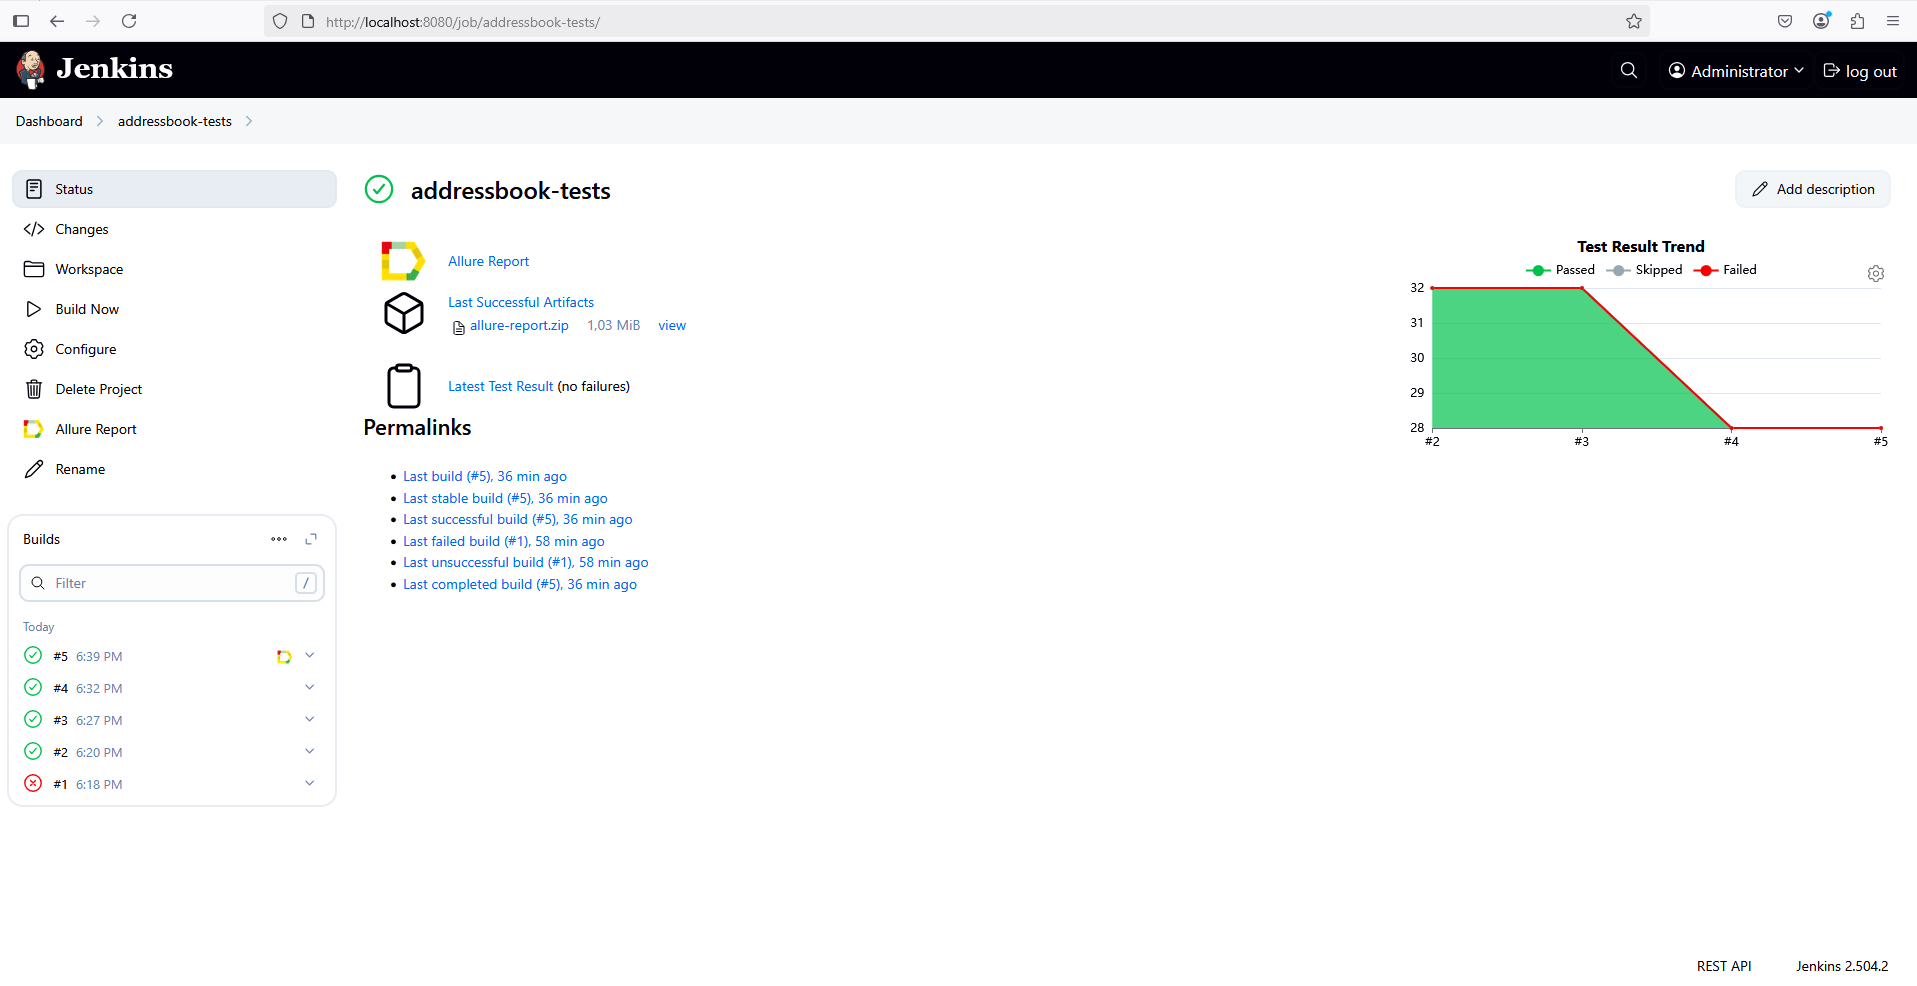 http://localhost:8080/job/addressbook-tests/
Jenkins
Administrator
log out
Dashboard
addressbook-tests
Status
Changes
Workspace
Build Now
Configure
Delete Project
Allure Report
Rename
Builds
Filter
/
Today
#5 6:39 PM
#4 6:32 PM
#3 6:27 PM
#2 6:20 PM
#1 6:18 PM
addressbook-tests
Add description
Allure Report
Last Successful Artifacts
allure-report.zip 1,03 MiB view
Latest Test Result (no failures)
Permalinks
Last build (#5), 36 min ago
Last stable build (#5), 36 min ago
Last successful build (#5), 36 min ago
Last failed build (#1), 58 min ago
Last unsuccessful build (#1), 58 min ago
Last completed build (#5), 36 min ago
Test Result Trend
Passed Skipped Failed
32
31
30
29
28
#2 #3 #4 #5
REST API
Jenkins 2.504.2